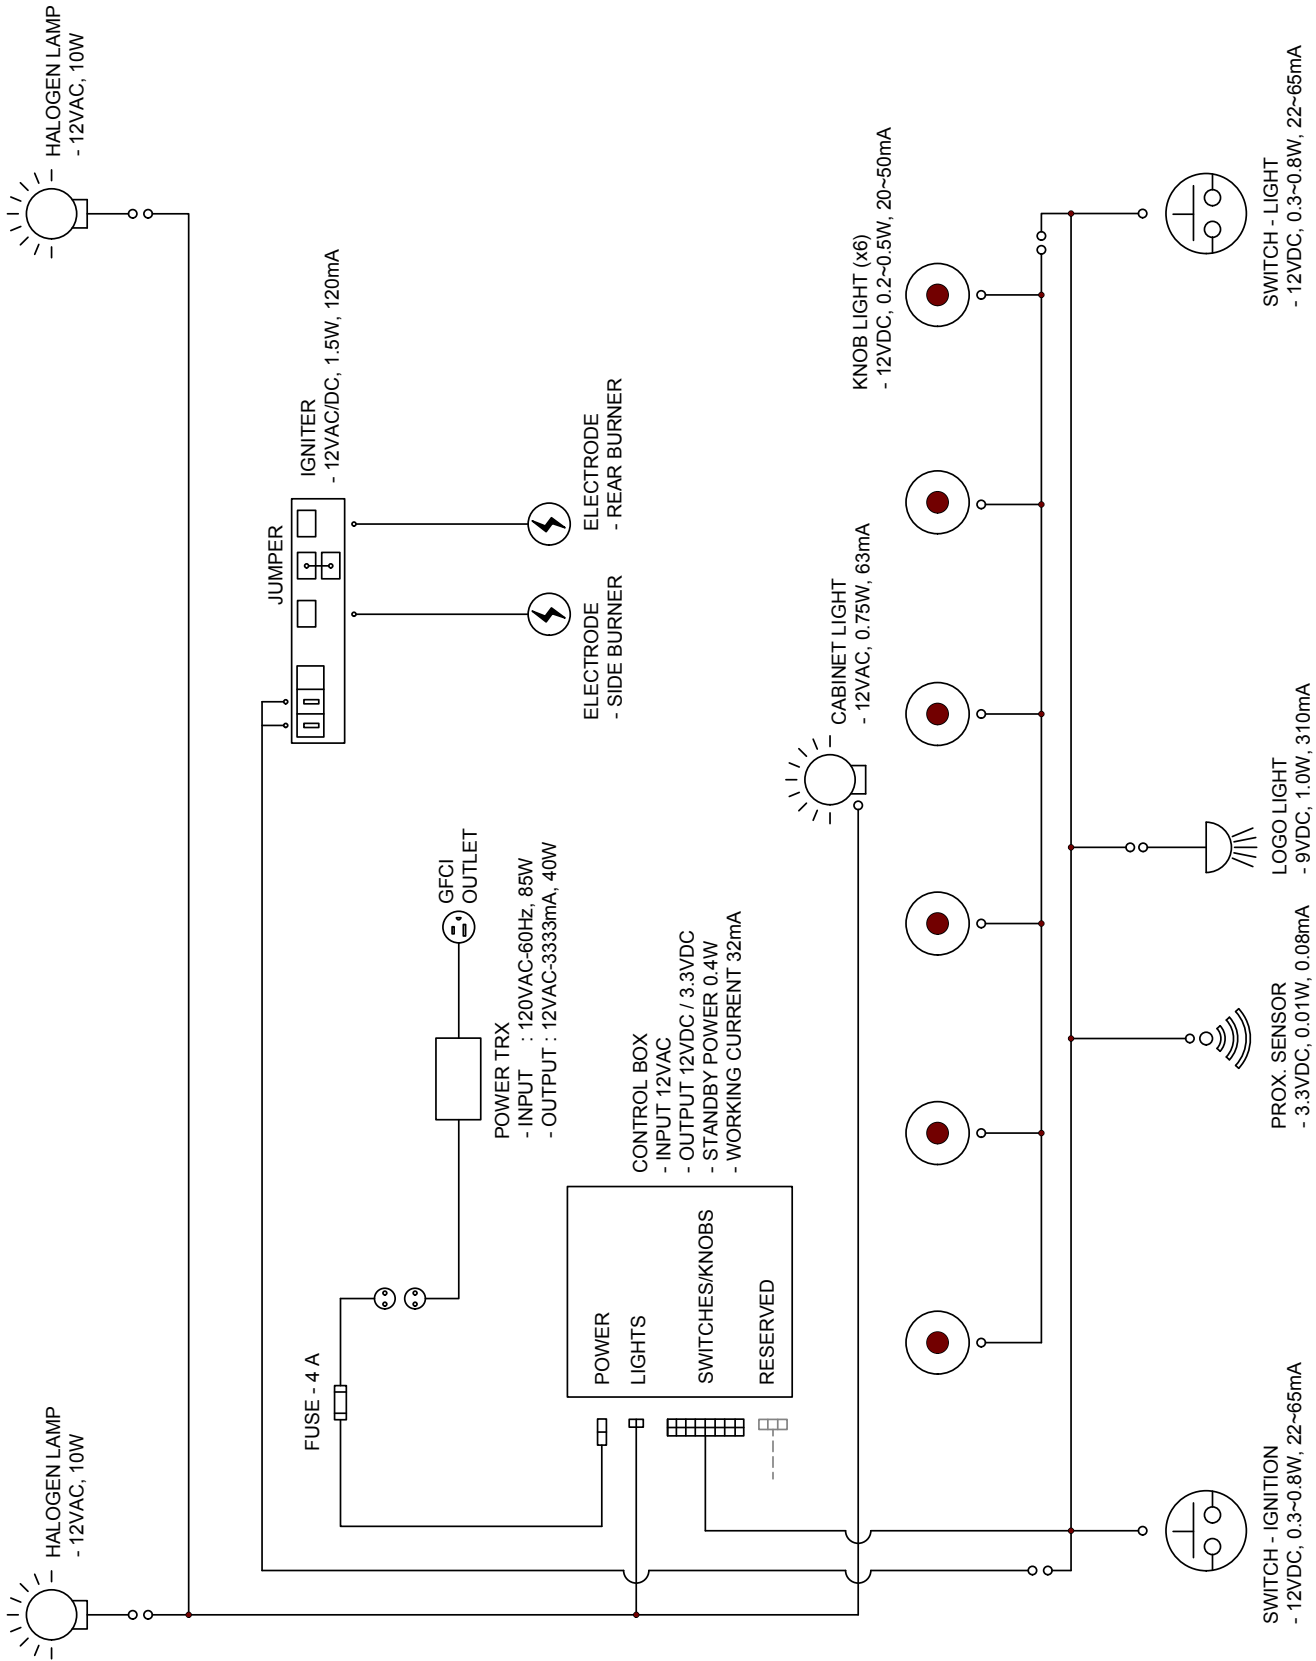 HALOGEN LAMP
- 12VAC, 10W
HALOGEN LAMP
- 12VAC, 10W
FUSE - 4 A
JUMPER
IGNITER
- 12VAC/DC, 1.5W, 120mA
GFCI
OUTLET
POWER TRX
- INPUT : 120VAC-60Hz, 85W
- OUTPUT : 12VAC-3333mA, 40W
ELECTRODE
- SIDE BURNER
ELECTRODE
- REAR BURNER
CONTROL BOX
- INPUT 12VAC
- OUTPUT 12VDC / 3.3VDC
- STANDBY POWER 0.4W
- WORKING CURRENT 32mA
POWER
LIGHTS
SWITCHES/KNOBS
RESERVED
CABINET LIGHT
- 12VAC, 0.75W, 63mA
KNOB LIGHT (x6)
- 12VDC, 0.2~0.5W, 20~50mA
SWITCH - IGNITION
- 12VDC, 0.3~0.8W, 22~65mA
PROX. SENSOR
- 3.3VDC, 0.01W, 0.08mA
LOGO LIGHT
- 9VDC, 1.0W, 310mA
SWITCH - LIGHT
- 12VDC, 0.3~0.8W, 22~65mA